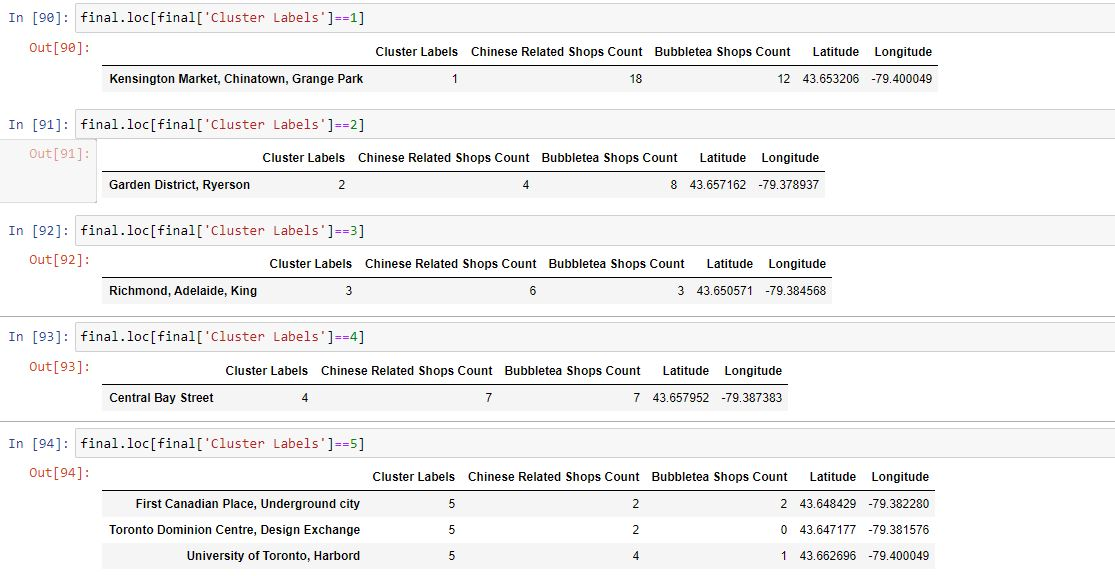 In [90]: final.loc[final['Cluster Labels']==1]
Out[90]:
Cluster Labels Chinese Related Shops Count Bubbletea Shops Count Latitude Longitude
Kensington Market, Chinatown, Grange Park 1 18 12 43.653206 -79.400049
In [91]: final.loc[final['Cluster Labels']==2]
Out[91]:
Cluster Labels Chinese Related Shops Count Bubbletea Shops Count Latitude Longitude
Garden District, Ryerson 2 4 8 43.657162 -79.378937
In [92]: final.loc[final['Cluster Labels']==3]
Out[92]:
Cluster Labels Chinese Related Shops Count Bubbletea Shops Count Latitude Longitude
Richmond, Adelaide, King 3 6 3 43.650571 -79.384568
In [93]: final.loc[final['Cluster Labels']==4]
Out[93]:
Cluster Labels Chinese Related Shops Count Bubbletea Shops Count Latitude Longitude
Central Bay Street 4 7 7 43.657952 -79.387383
In [94]: final.loc[final['Cluster Labels']==5]
Out[94]:
Cluster Labels Chinese Related Shops Count Bubbletea Shops Count Latitude Longitude
First Canadian Place, Underground city 5 2 2 43.648429 -79.382280
Toronto Dominion Centre, Design Exchange 5 2 0 43.647177 -79.381576
University of Toronto, Harbord 5 4 1 43.662696 -79.400049